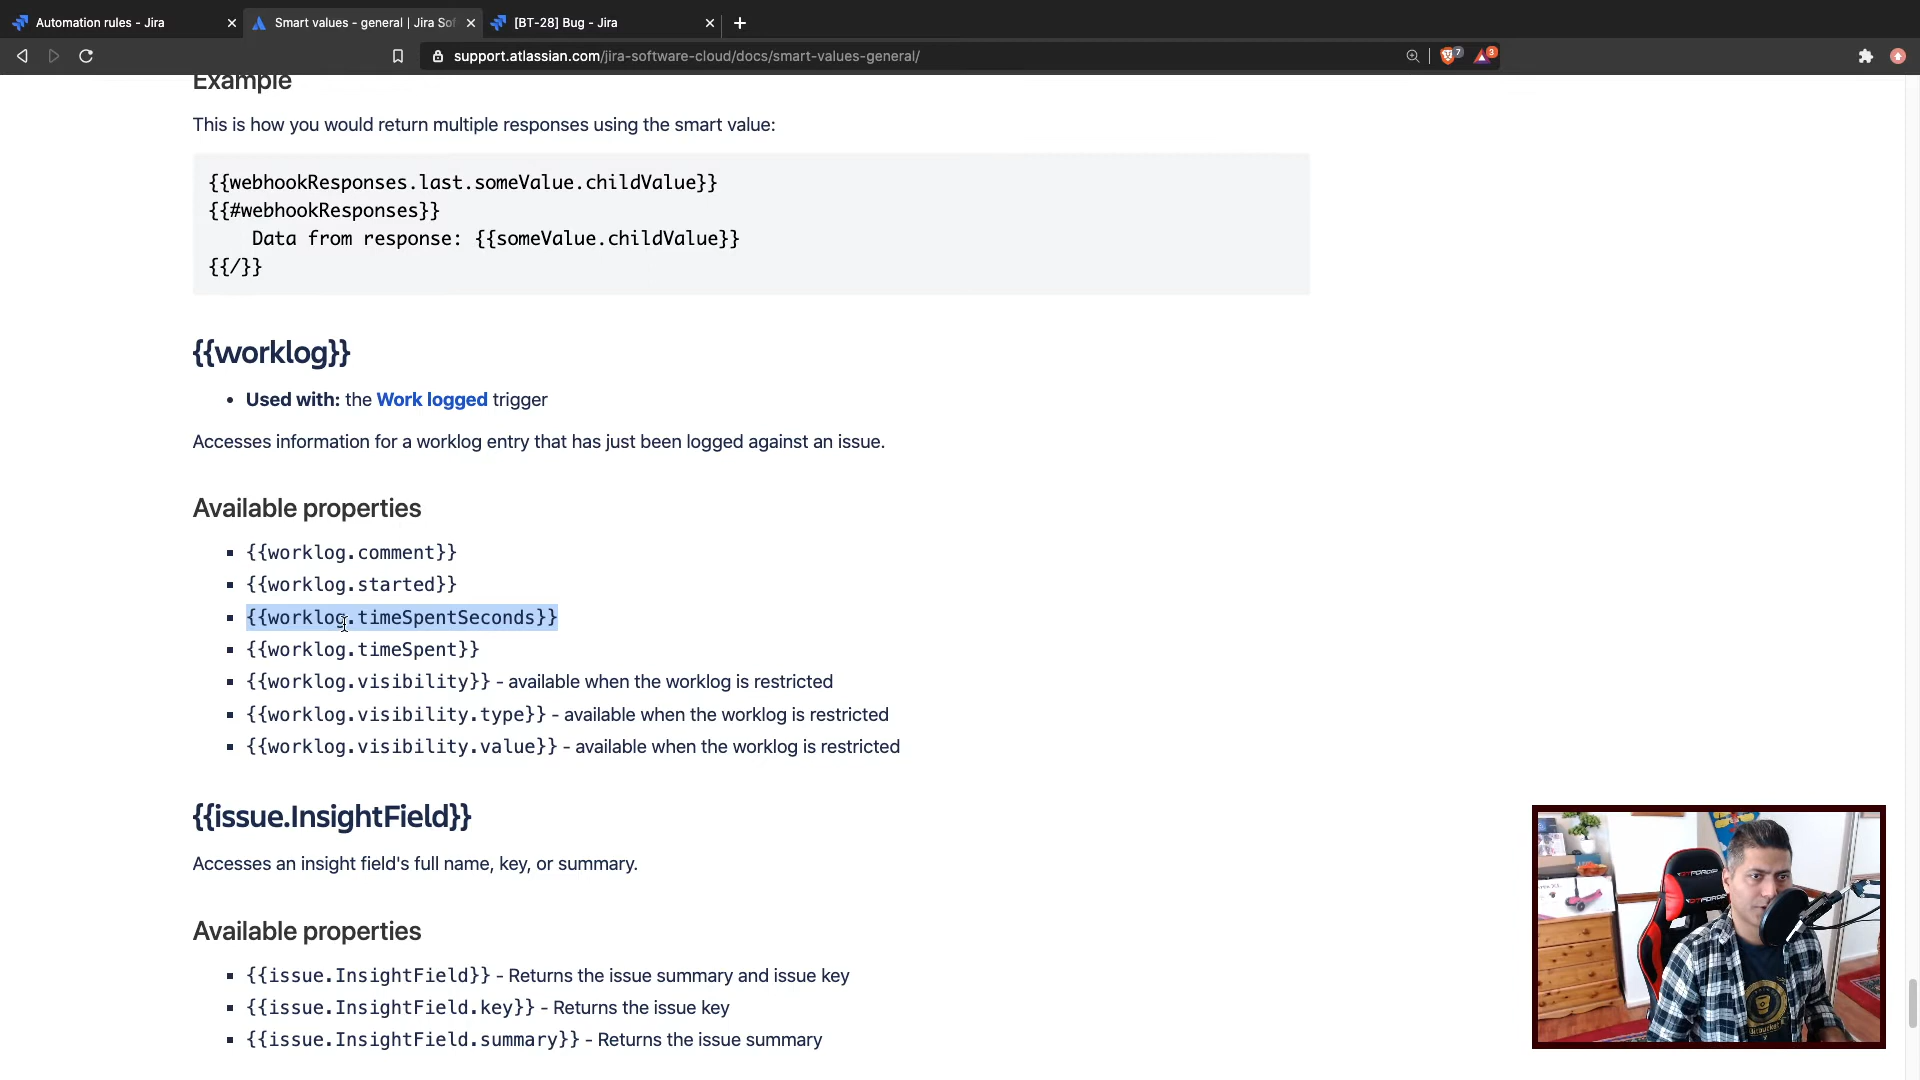 Automation rules - Jira
Smart values - general | Jira Sof
[BT-28] Bug - Jira
support.atlassian.com/jira-software-cloud/docs/smart-values-general/
7
3
Example
This is how you would return multiple responses using the smart value:
{{webhookResponses.last.someValue.childValue}}
{{#webhookResponses}}
Data from response: {{someValue.childValue}}
{{/}}
{{worklog}}
Used with: the Work logged trigger
Accesses information for a worklog entry that has just been logged against an issue.
Available properties
{{worklog.comment}}
{{worklog.started}}
{{worklog.timeSpentSeconds}}
{{worklog.timeSpent}}
{{worklog.visibility}} - available when the worklog is restricted
{{worklog.visibility.type}} - available when the worklog is restricted
{{worklog.visibility.value}} - available when the worklog is restricted
{{issue.InsightField}}
Accesses an insight field's full name, key, or summary.
Available properties
{{issue.InsightField}} - Returns the issue summary and issue key
{{issue.InsightField.key}} - Returns the issue key
{{issue.InsightField.summary}} - Returns the issue summary